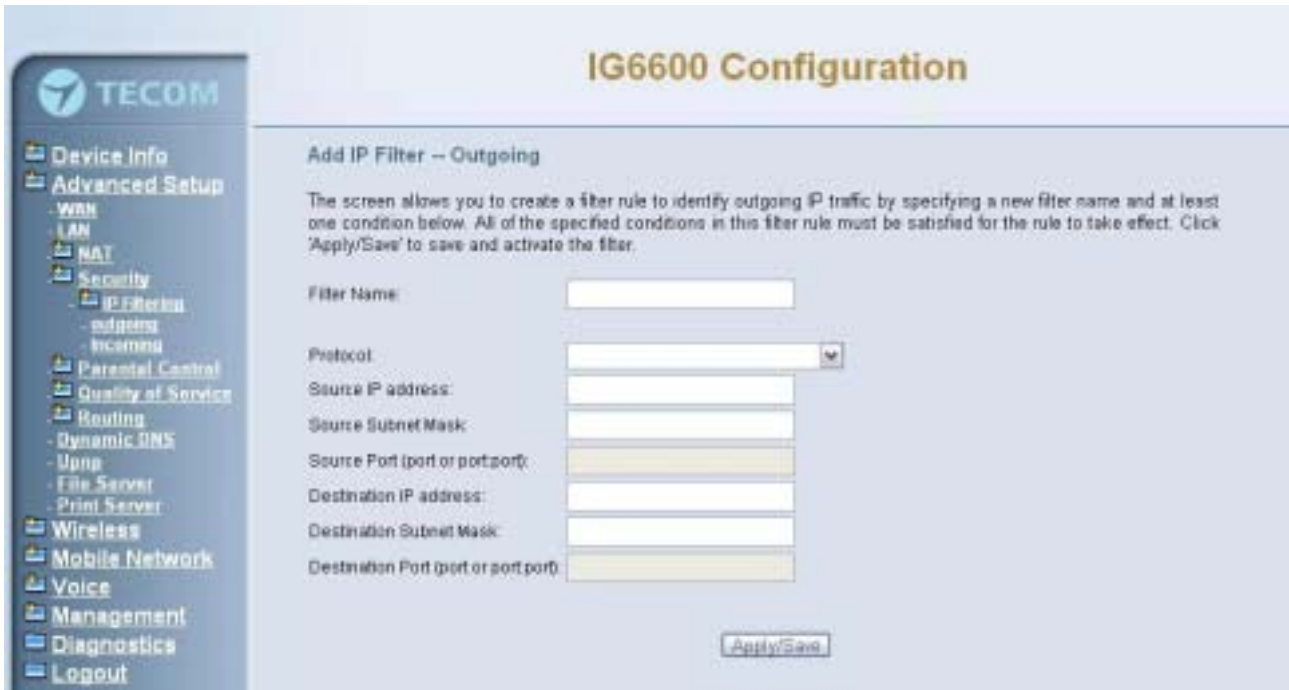 IG6600 Configuration
TECOM
Device Info
Advanced Setup
- WAN
- LAN
- NAT
- Security
- IP Filtering
- outgoing
- Incoming
- Parental Control
- Quality of Service
- Routing
- Dynamic DNS
- Upnp
- File Server
- Print Server
Wireless
Mobile Network
Voice
Management
Diagnostics
Logout
Add IP Filter -- Outgoing
The screen allows you to create a filter rule to identify outgoing IP traffic by specifying a new filter name and at least
one condition below. All of the specified conditions in this filter rule must be satisfied for the rule to take effect. Click
'Apply/Save' to save and activate the filter.
Filter Name:
Protocol:
Source IP address:
Source Subnet Mask:
Source Port (port or port:port):
Destination IP address:
Destination Subnet Mask:
Destination Port (port or port:port):
Apply/Save